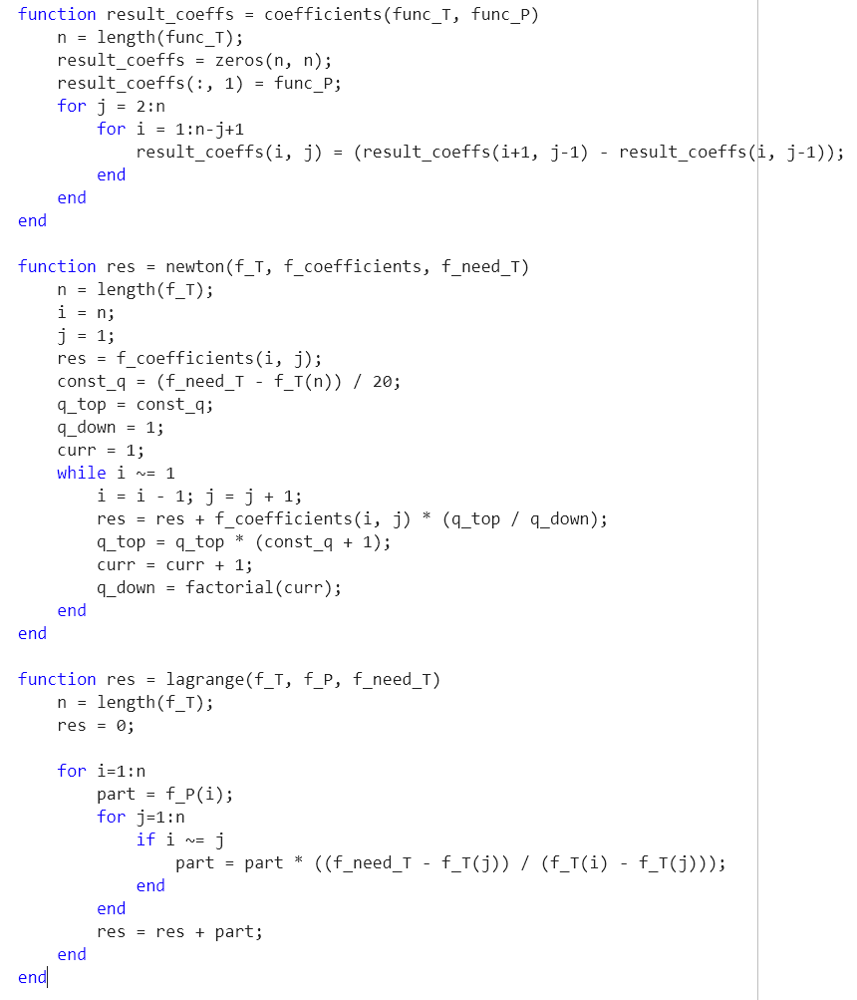 function result_coeffs = coefficients(func_T, func_P)
    n = length(func_T);
    result_coeffs = zeros(n, n);
    result_coeffs(:, 1) = func_P;
    for j = 2:n
        for i = 1:n-j+1
            result_coeffs(i, j) = (result_coeffs(i+1, j-1) - result_coeffs(i, j-1));
        end
    end
end

function res = newton(f_T, f_coefficients, f_need_T)
    n = length(f_T);
    i = n;
    j = 1;
    res = f_coefficients(i, j);
    const_q = (f_need_T - f_T(n)) / 20;
    q_top = const_q;
    q_down = 1;
    curr = 1;
    while i ~= 1
        i = i - 1; j = j + 1;
        res = res + f_coefficients(i, j) * (q_top / q_down);
        q_top = q_top * (const_q + 1);
        curr = curr + 1;
        q_down = factorial(curr);
    end
end

function res = lagrange(f_T, f_P, f_need_T)
    n = length(f_T);
    res = 0;

    for i=1:n
        part = f_P(i);
        for j=1:n
            if i ~= j
                part = part * ((f_need_T - f_T(j)) / (f_T(i) - f_T(j)));
            end
        end
        res = res + part;
    end
end